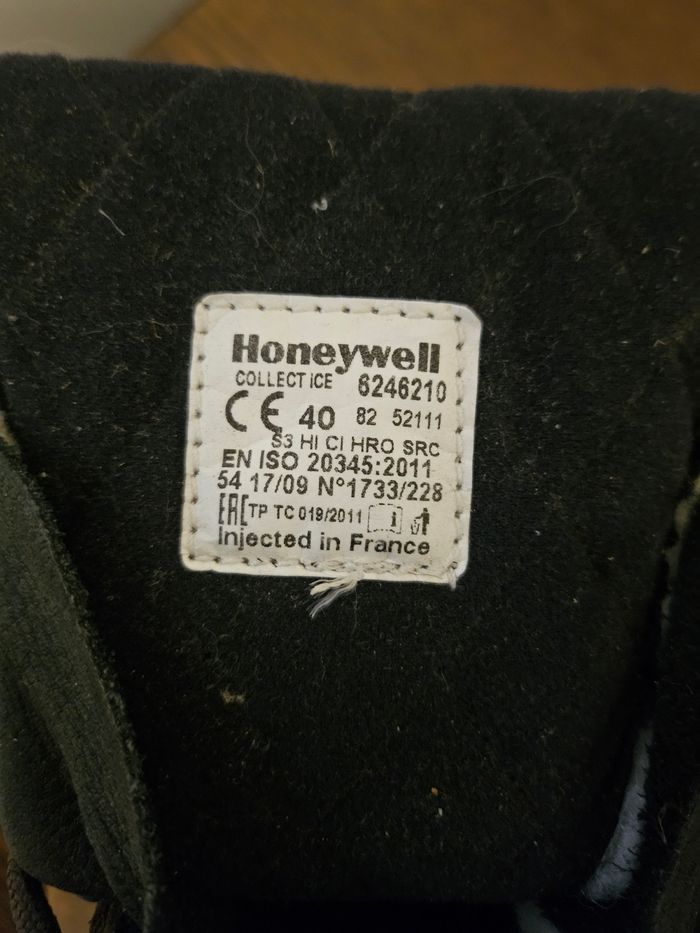 Honeywell
COLLECT ICE 6246210
CE 40 82 52111
S3 HI CI HRO SRC
EN ISO 20345:2011
54 17/09 N°1733/228
EAC TP TC 019/2011 i
Injected in France